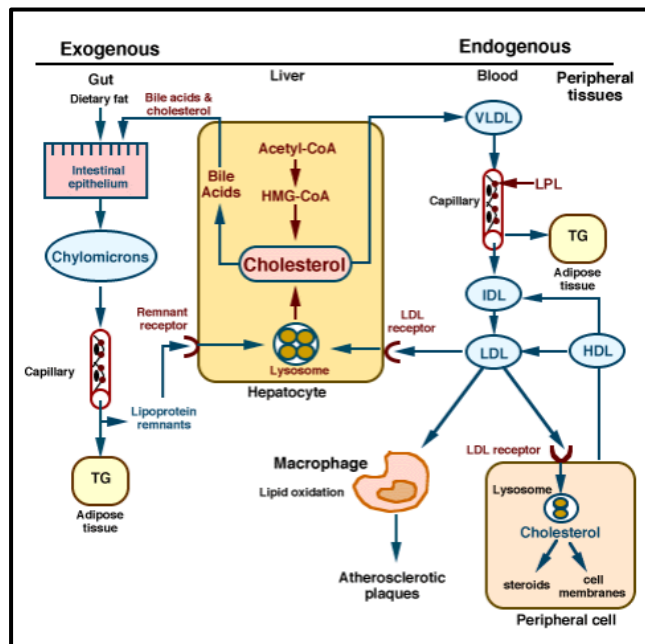 Exogenous
Endogenous
Gut
Liver
Blood
Peripheral
tissues
Dietary fat
Bile acids &
cholesterol
Intestinal
epithelium
Chylomicrons
Capillary
Lipoprotein
remnants
TG
Adipose
tissue
Remnant
receptor
Bile
Acids
Acetyl-CoA
HMG-CoA
Cholesterol
Lysosome
Hepatocyte
LDL
receptor
VLDL
LPL
Capillary
TG
Adipose
tissue
IDL
LDL
HDL
Macrophage
Lipid oxidation
Atherosclerotic
plaques
LDL receptor
Lysosome
Cholesterol
steroids
cell
membranes
Peripheral cell